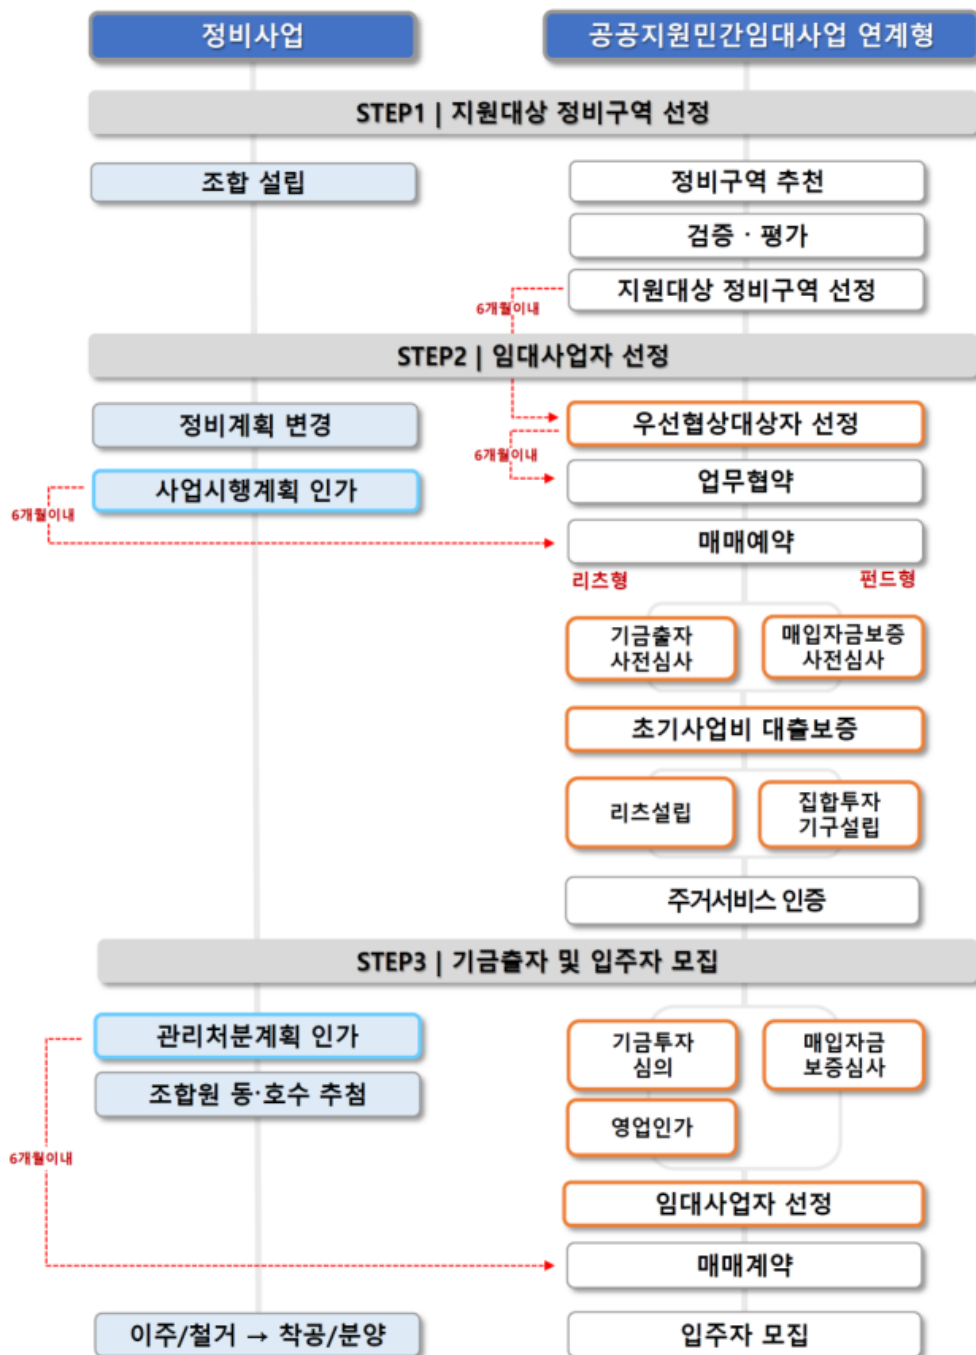 정비사업
공공지원민간임대사업 연계형
STEP1 | 지원대상 정비구역 선정
조합 설립
정비구역 추천
검증 · 평가
지원대상 정비구역 선정
6개월이내
STEP2 | 임대사업자 선정
정비계획 변경
우선협상대상자 선정
6개월이내
사업시행계획 인가
업무협약
6개월이내
매매예약
리츠형
펀드형
기금출자
사전심사
매입자금보증
사전심사
초기사업비 대출보증
리츠설립
집합투자
기구설립
주거서비스 인증
STEP3 | 기금출자 및 입주자 모집
관리처분계획 인가
기금투자
심의
매입자금
보증심사
조합원 동·호수 추첨
영업인가
6개월이내
임대사업자 선정
매매계약
이주/철거 → 착공/분양
입주자 모집